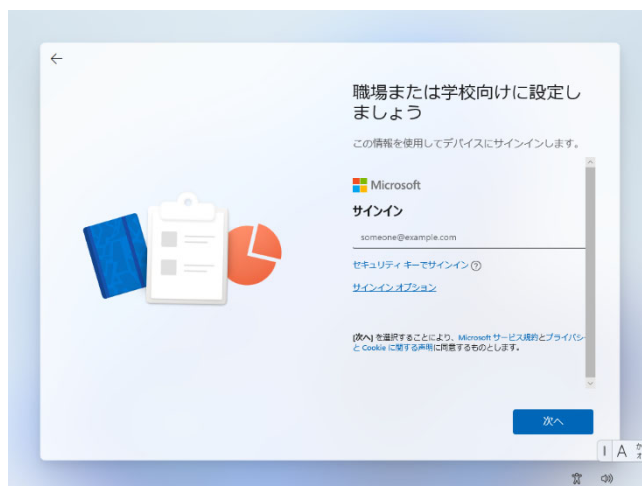 職場または学校向けに設定し
ましょう
この情報を使用してデバイスにサインインします。
Microsoft
サインイン
someone@example.com
セキュリティ キーでサインイン ?
サインイン オプション
[次へ] を選択することにより、Microsoft サービス規約とプライバシー
と Cookie に関する声明に同意するものとします。
次へ
A